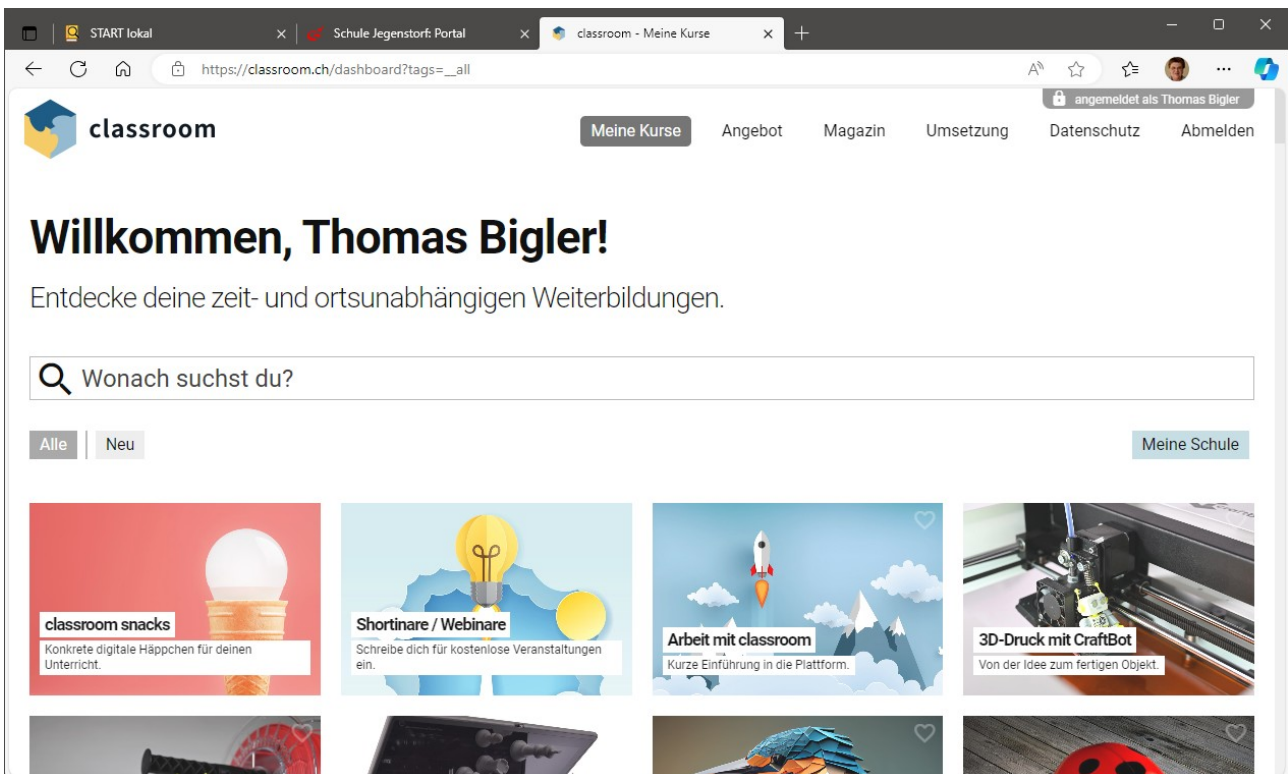 START lokal
Schule Jegenstorf: Portal
classroom - Meine Kurse
https://classroom.ch/dashboard?tags=__all
angemeldet als Thomas Bigler
classroom
Meine Kurse
Angebot
Magazin
Umsetzung
Datenschutz
Abmelden
Willkommen, Thomas Bigler!
Entdecke deine zeit- und ortsunabhängigen Weiterbildungen.
Wonach suchst du?
Alle
Neu
Meine Schule
classroom snacks
Konkrete digitale Häppchen für deinen
Unterricht.
Shortinare / Webinare
Schreibe dich für kostenlose Veranstaltungen
ein.
Arbeit mit classroom
Kurze Einführung in die Plattform.
3D-Druck mit CraftBot
Von der Idee zum fertigen Objekt.